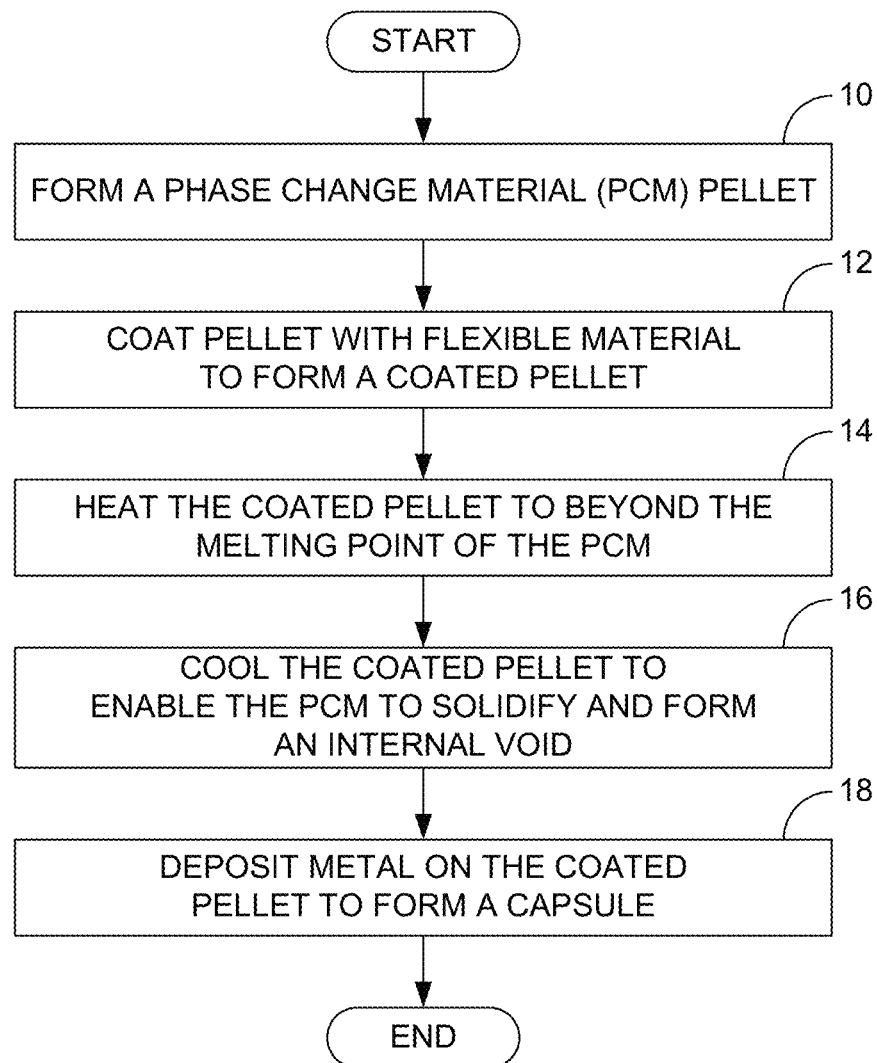 START
10
FORM A PHASE CHANGE MATERIAL (PCM) PELLET
12
COAT PELLET WITH FLEXIBLE MATERIAL
TO FORM A COATED PELLET
14
HEAT THE COATED PELLET TO BEYOND THE
MELTING POINT OF THE PCM
16
COOL THE COATED PELLET TO
ENABLE THE PCM TO SOLIDIFY AND FORM
AN INTERNAL VOID
18
DEPOSIT METAL ON THE COATED
PELLET TO FORM A CAPSULE
END